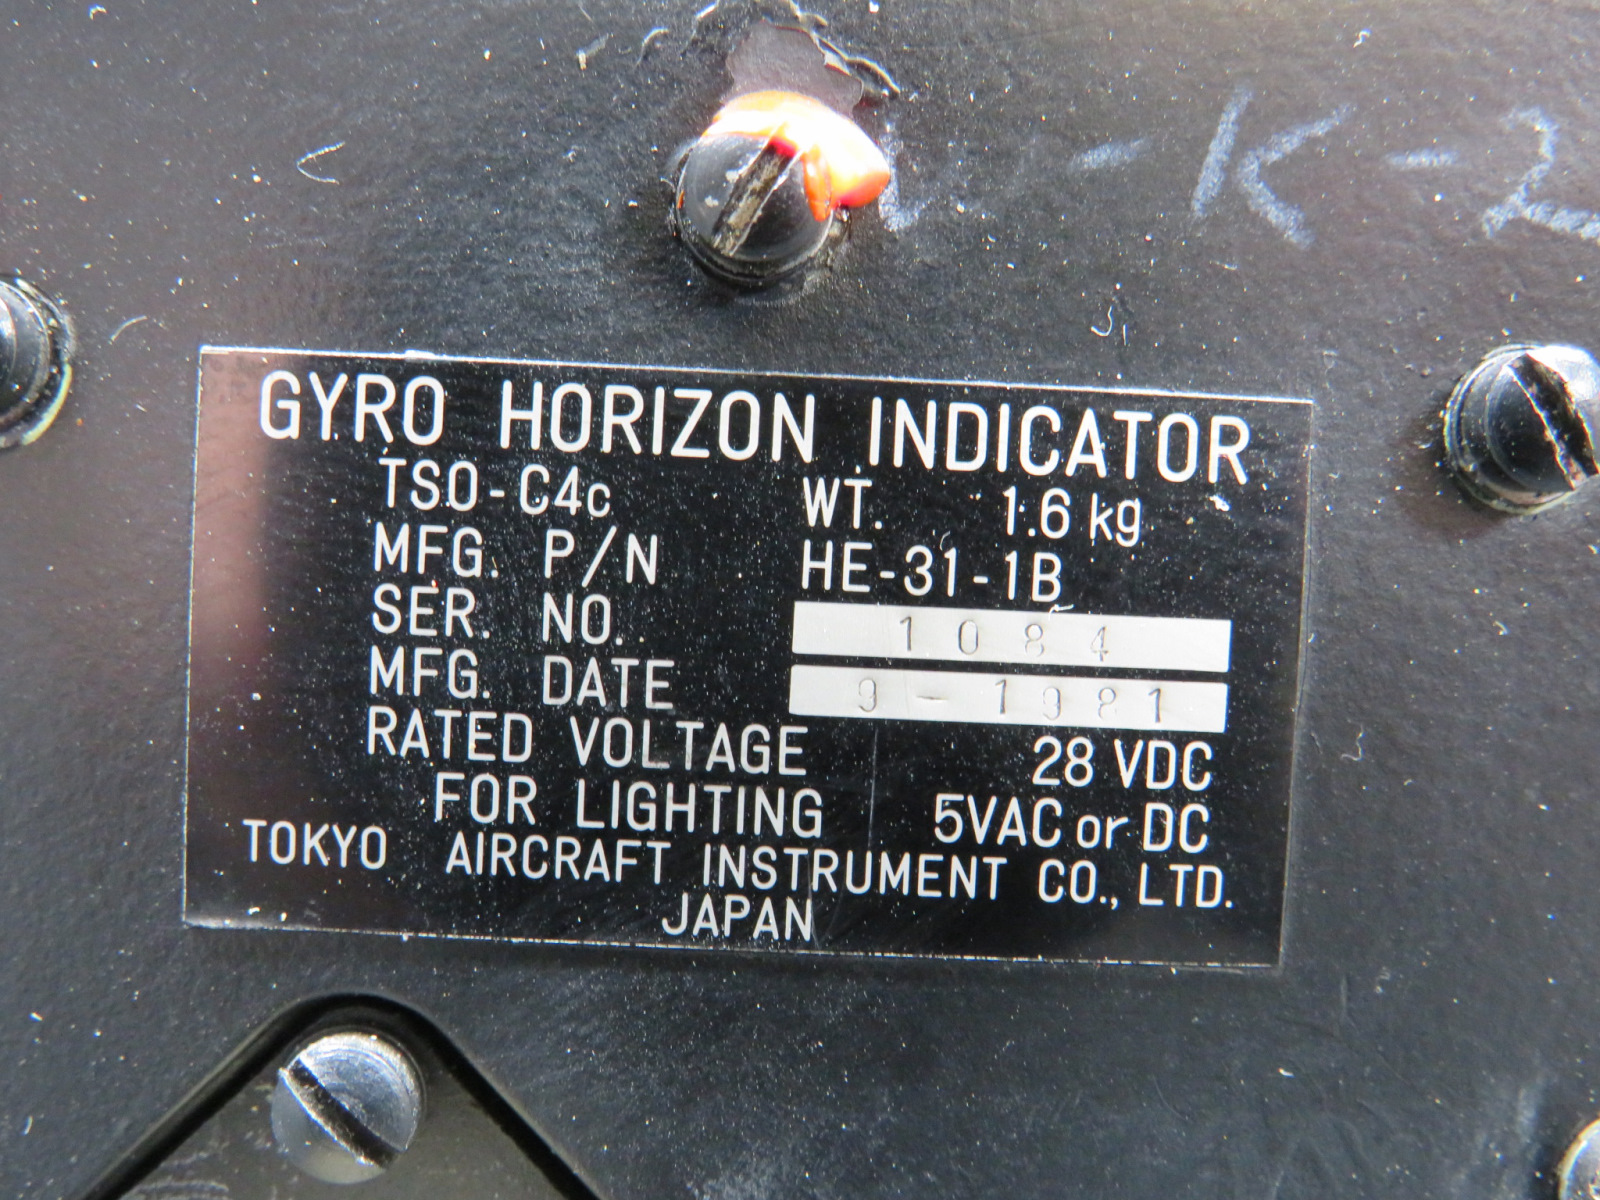 -K-2
GYRO HORIZON INDICATOR
TSO-C4c WT. 1.6 kg
MFG. P/N HE-31-1B
SER. NO. 1084
MFG. DATE 9-1981
RATED VOLTAGE 28 VDC
FOR LIGHTING 5VAC or DC
TOKYO AIRCRAFT INSTRUMENT CO., LTD.
JAPAN